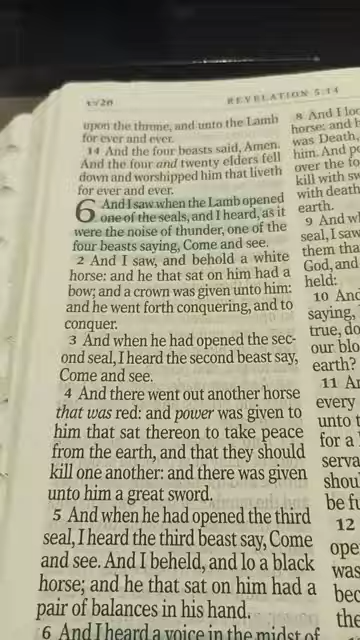 REVELATION 5:14
upon the throne, and unto the Lamb
for ever and ever.
14 And the four beasts said, Amen.
And the four and twenty elders fell
down and worshipped him that liveth
for ever and ever.
6 And I saw when the Lamb opened
one of the seals, and I heard, as it
were the noise of thunder, one of the
four beasts saying, Come and see.
2 And I saw, and behold a white
horse: and he that sat on him had a
bow; and a crown was given unto him:
and he went forth conquering, and to
conquer.
3 And when he had opened the sec-
ond seal, I heard the second beast say,
Come and see.
4 And there went out another horse
that was red: and power was given to
him that sat thereon to take peace
from the earth, and that they should
kill one another: and there was given
unto him a great sword.
5 And when he had opened the third
seal, I heard the third beast say, Come
and see. And I beheld, and lo a black
horse; and he that sat on him had a
pair of balances in his hand.
6 And I heard a voice in the midst of
8 And I
horse: and
was Death,
him. And
over the
kill with
with death
earth.
9 And
seal, I saw
them
God, and
held:
10 And
saying,
true,
our
earth?
11
every
unto
for a
be
12
was